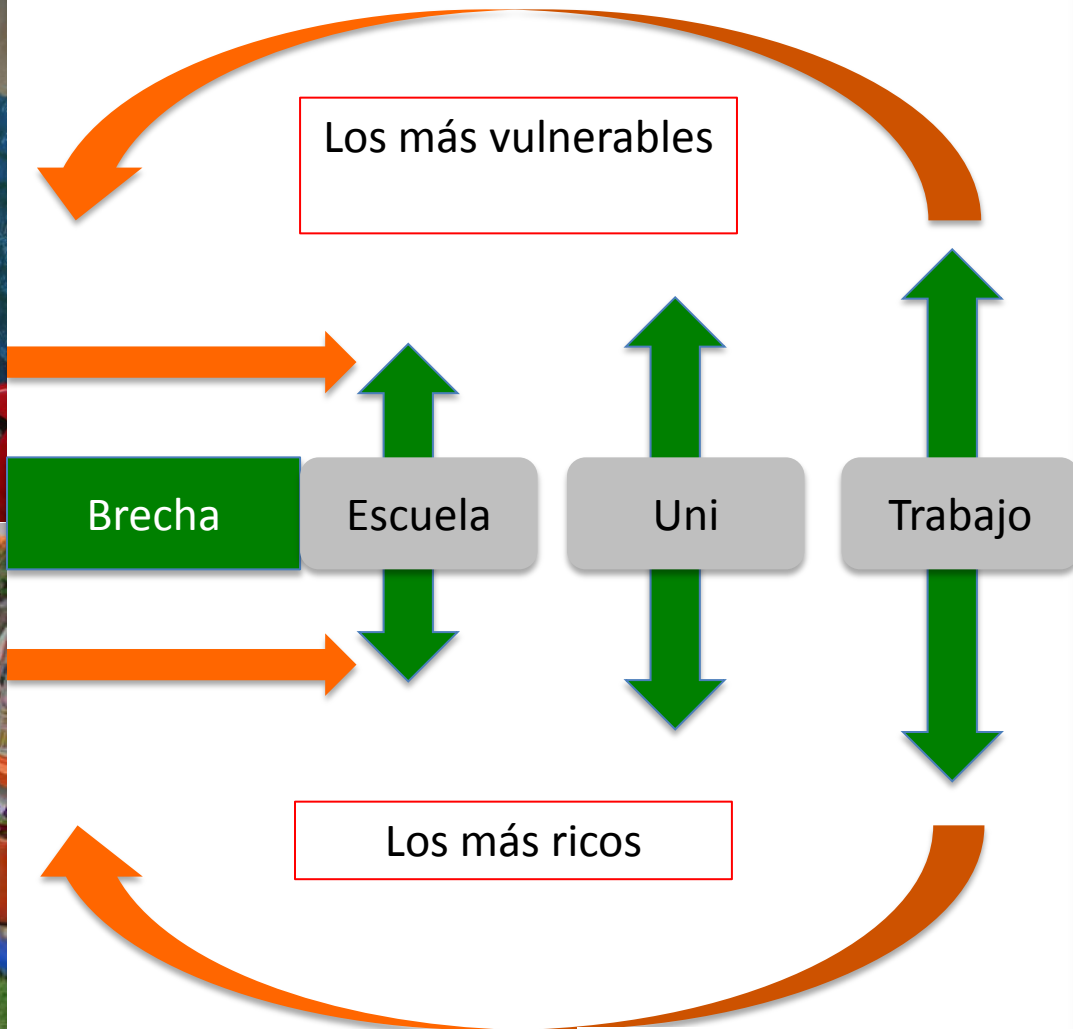 Los más vulnerables
Brecha
Escuela
Uni
Trabajo
Los más ricos